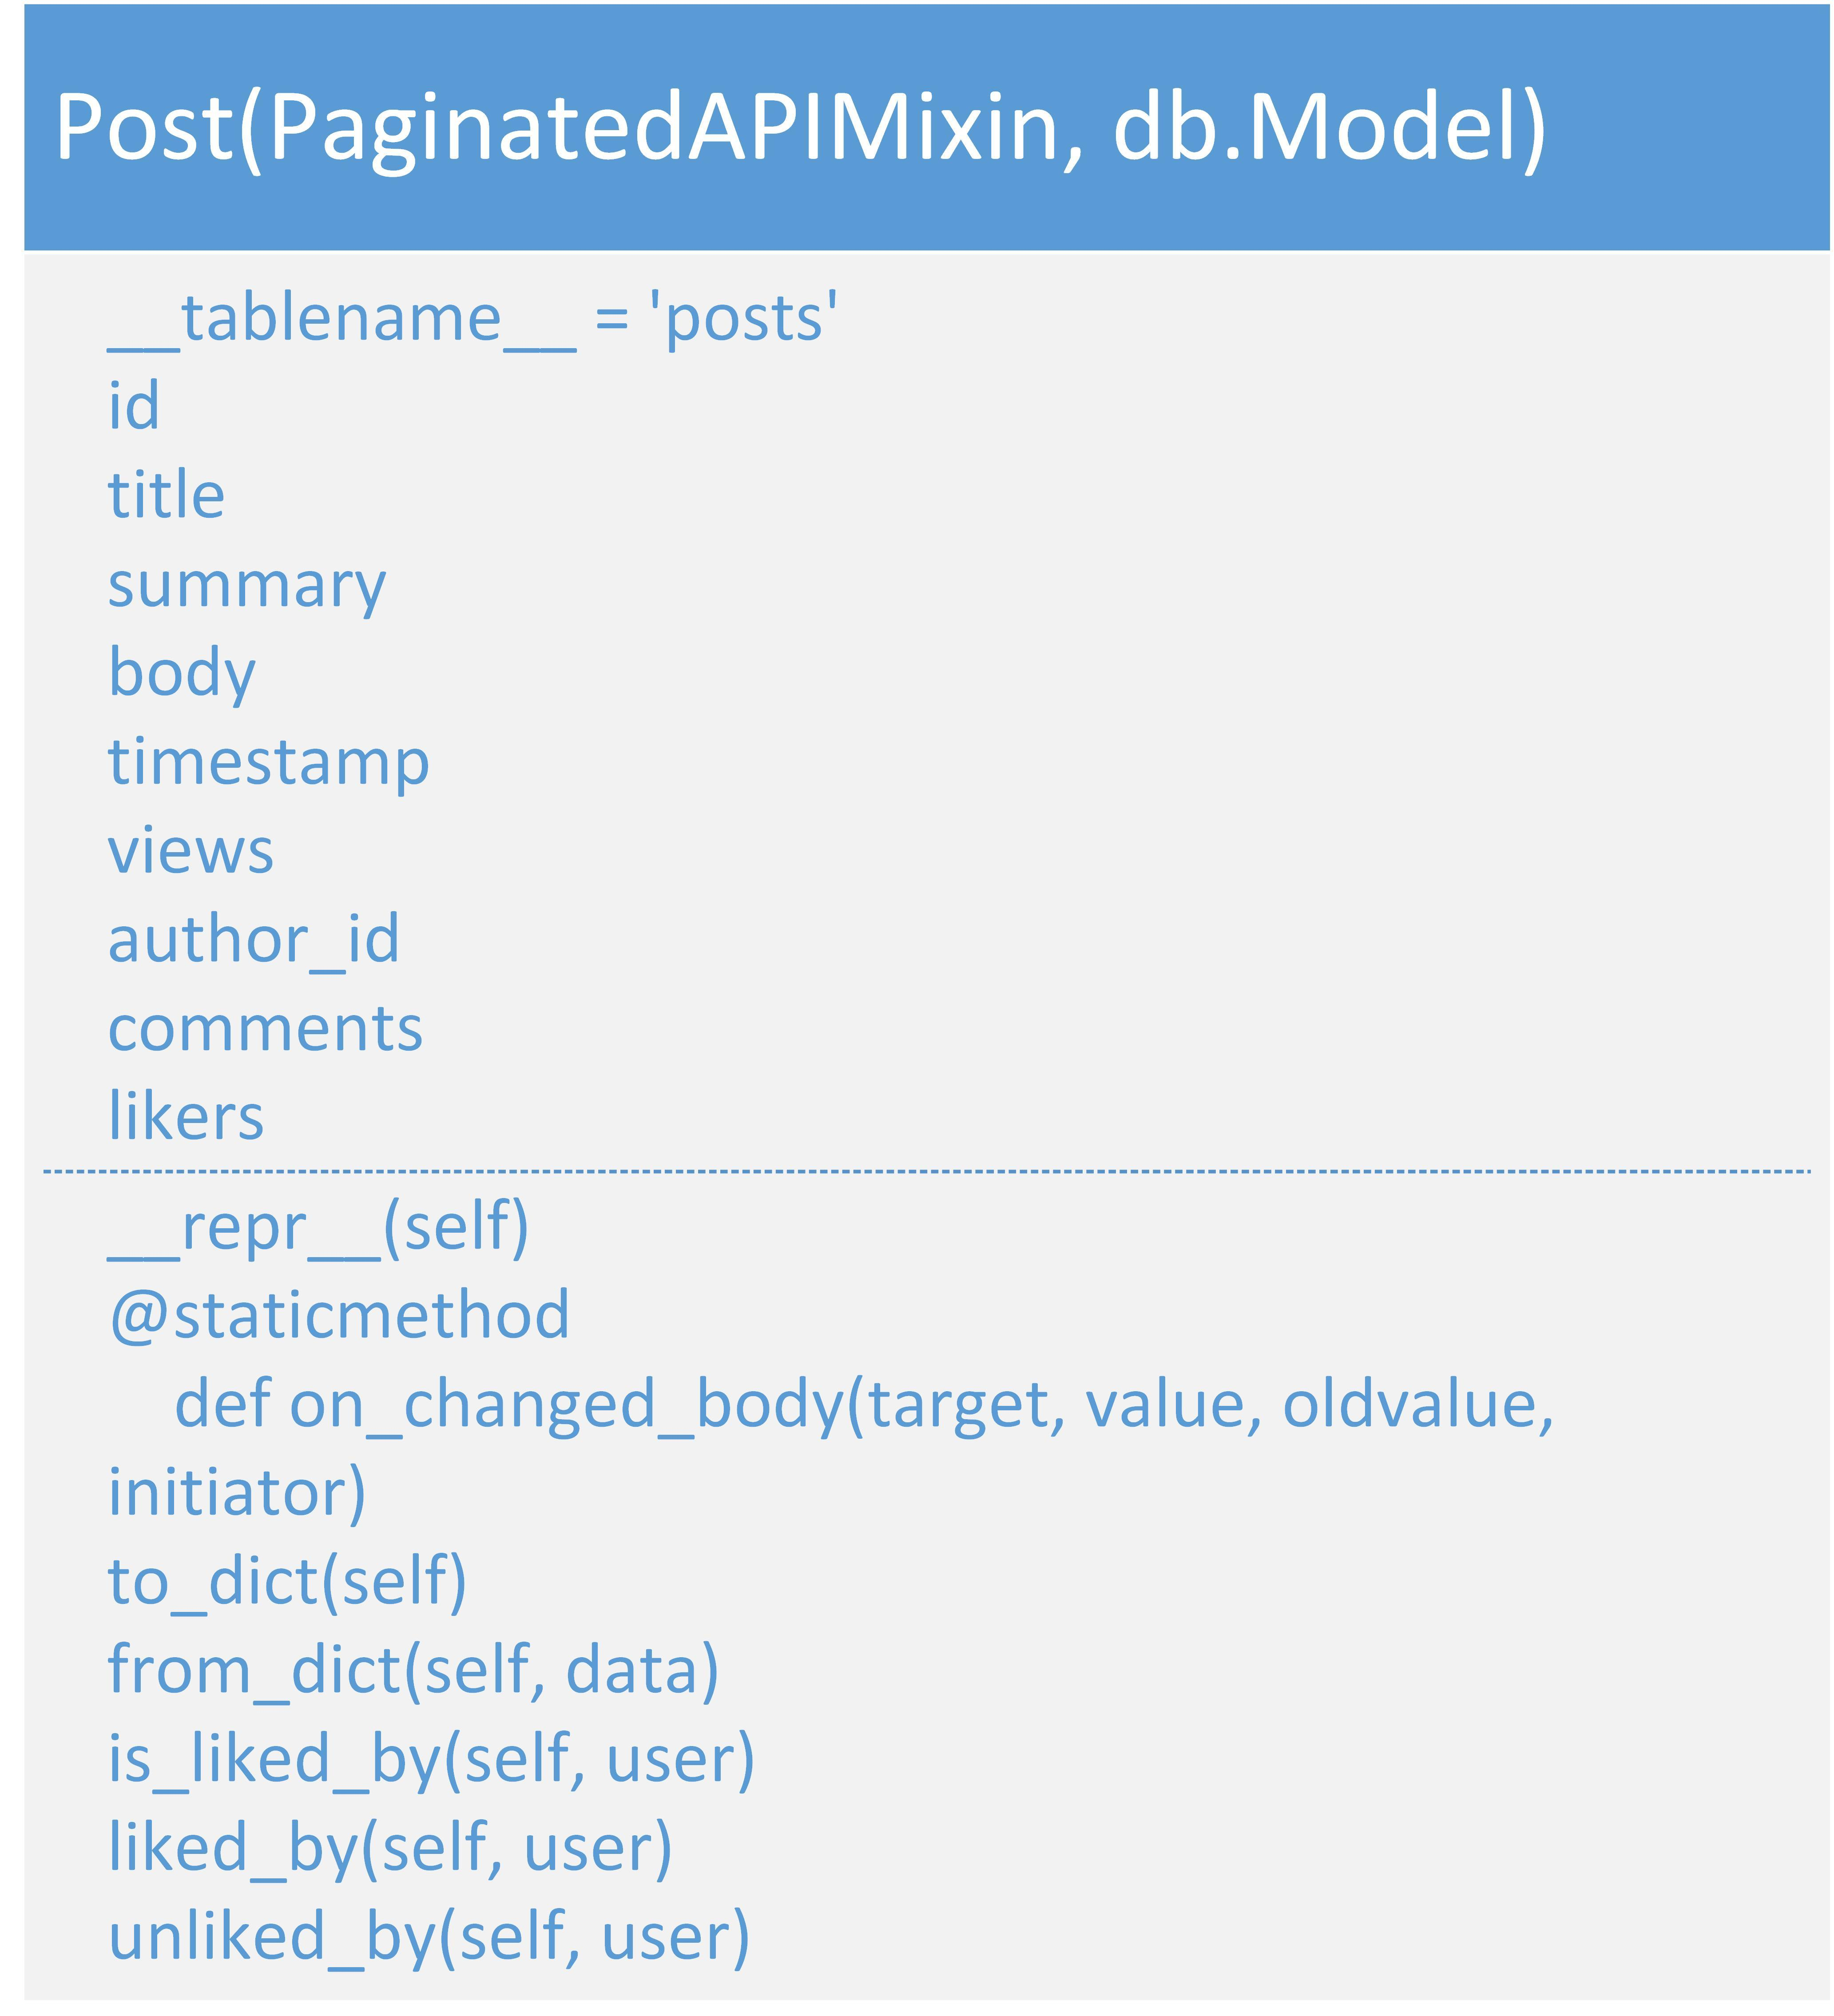 Post(PaginatedAPIMixin, db.Model)
__tablename__ = 'posts'
id
title
summary
body
timestamp
views
author_id
comments
likers
__repr__(self)
@staticmethod
def on_changed_body(target, value, oldvalue,
initiator)
to_dict(self)
from_dict(self, data)
is_liked_by(self, user)
liked_by(self, user)
unliked_by(self, user)